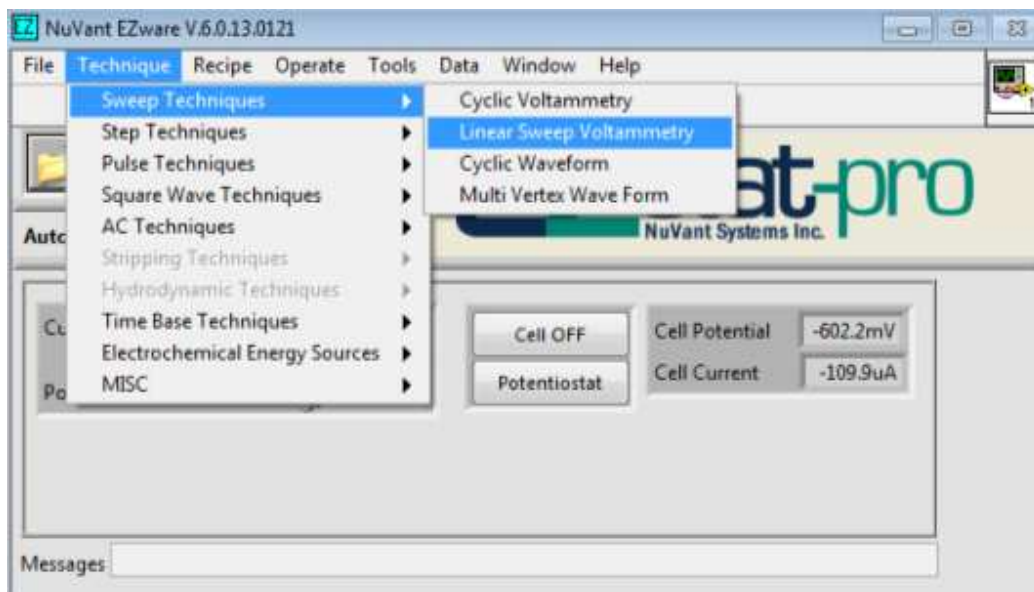 EZ NuVant EZware V.6.0.13.0121
File Technique Recipe Operate Tools Data Window Help
Sweep Techniques
Step Techniques
Pulse Techniques
Square Wave Techniques
AC Techniques
Stripping Techniques
Hydrodynamic Techniques
Time Base Techniques
Electrochemical Energy Sources
MISC
Cyclic Voltammetry
Linear Sweep Voltammetry
Cyclic Waveform
Multi Vertex Wave Form
-pro
NuVant Systems Inc.
Cell OFF
Potentiostat
Cell Potential -602.2mV
Cell Current -109.9uA
Messages